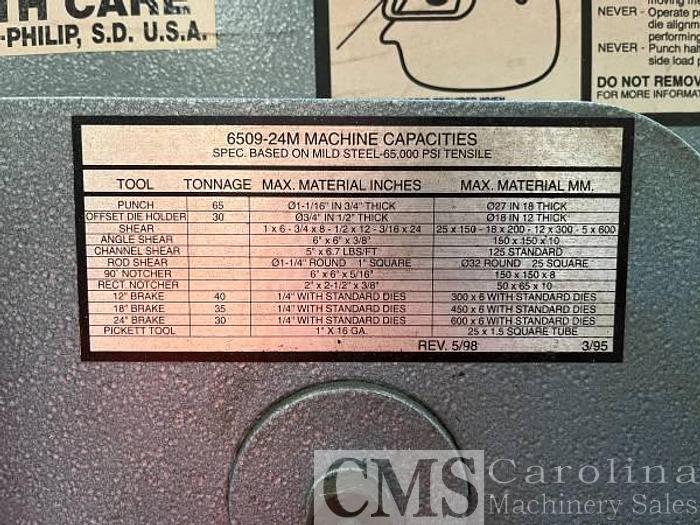 TH CARE
-PHILIP, S.D. U.S.A.
NEVER - Operate
die alignm
performing
NEVER - Punch hal
side load p
DO NOT REMOV
FOR MORE INFORMAT
6509-24M MACHINE CAPACITIES
SPEC. BASED ON MILD STEEL-65,000 PSI TENSILE
TOOL TONNAGE MAX. MATERIAL INCHES MAX. MATERIAL MM.
PUNCH 65 Ø1-1/16" IN 3/4" THICK Ø27 IN 18 THICK
OFFSET DIE HOLDER 30 Ø3/4" IN 1/2" THICK Ø18 IN 12 THICK
SHEAR 1 x 6 - 3/4 x 8 - 1/2 x 12 - 3/16 x 24 25 x 150 - 18 x 200 - 12 x 300 - 5 x 600
ANGLE SHEAR 6" x 6" x 3/8" 150 x 150 x 10
CHANNEL SHEAR 5" x 6.7 LBS/FT 125 STANDARD
ROD SHEAR Ø1-1/4" ROUND 1" SQUARE Ø32 ROUND 25 SQUARE
90° NOTCHER 6" x 6" x 5/16" 150 x 150 x 8
RECT. NOTCHER 2" x 2-1/2" x 3/8" 50 x 65 x 10
12" BRAKE 40 1/4" WITH STANDARD DIES 300 x 6 WITH STANDARD DIES
18" BRAKE 35 1/4" WITH STANDARD DIES 450 x 6 WITH STANDARD DIES
24" BRAKE 30 1/4" WITH STANDARD DIES 600 x 6 WITH STANDARD DIES
PICKETT TOOL 1" X 16 GA. 25 x 1.5 SQUARE TUBE
REV. 5/98 3/95
CMS Carolina
Machinery Sales